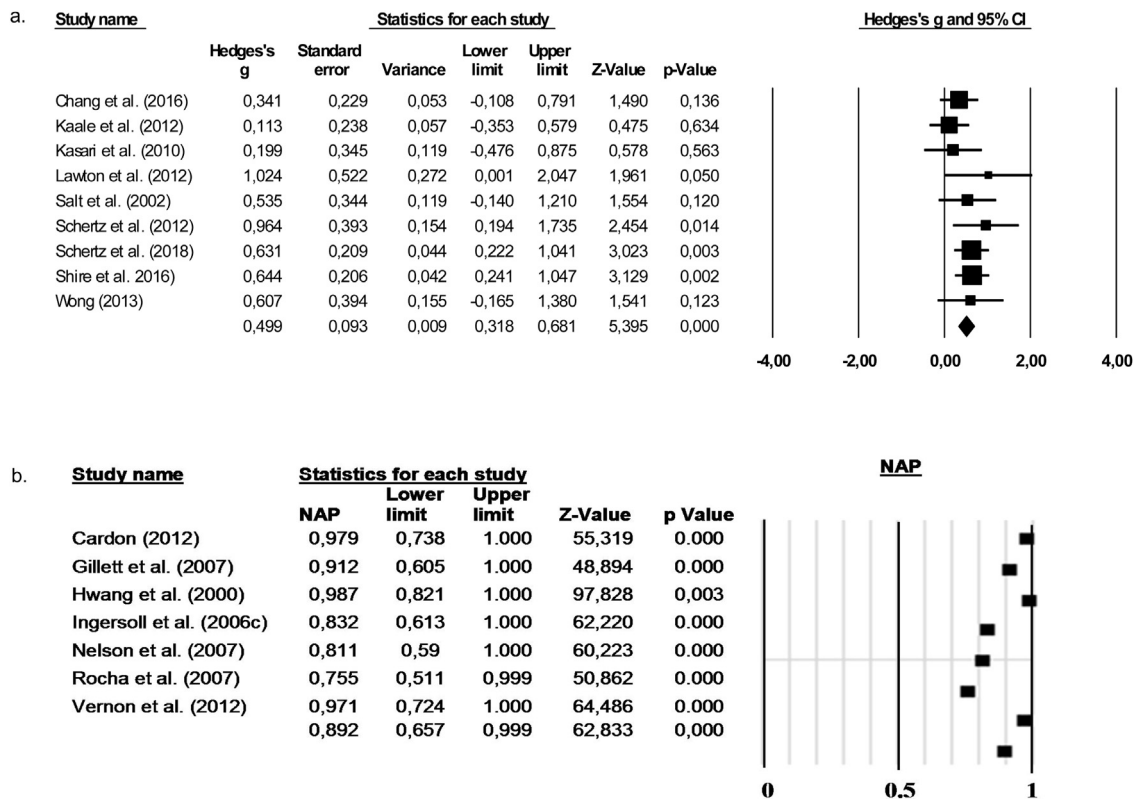 a.
Study name Statistics for each study Hedges's g and 95% CI
Hedges's Standard Lower Upper
g error Variance limit limit Z-Value p-Value
Chang et al. (2016) 0,341 0,229 0,053 -0,108 0,791 1,490 0,136
Kaale et al. (2012) 0,113 0,238 0,057 -0,353 0,579 0,475 0,634
Kasari et al. (2010) 0,199 0,345 0,119 -0,476 0,875 0,578 0,563
Lawton et al. (2012) 1,024 0,522 0,272 0,001 2,047 1,961 0,050
Salt et al. (2002) 0,535 0,344 0,119 -0,140 1,210 1,554 0,120
Schertz et al. (2012) 0,964 0,393 0,154 0,194 1,735 2,454 0,014
Schertz et al. (2018) 0,631 0,209 0,044 0,222 1,041 3,023 0,003
Shire et al. 2016) 0,644 0,206 0,042 0,241 1,047 3,129 0,002
Wong (2013) 0,607 0,394 0,155 -0,165 1,380 1,541 0,123
0,499 0,093 0,009 0,318 0,681 5,395 0,000
-4,00 -2,00 0,00 2,00 4,00
b.
Study name Statistics for each study NAP
Lower Upper
NAP limit limit Z-Value p Value
Cardon (2012) 0,979 0,738 1.000 55,319 0.000
Gillett et al. (2007) 0,912 0,605 1.000 48,894 0.000
Hwang et al. (2000) 0,987 0,821 1.000 97,828 0,003
Ingersoll et al. (2006c) 0,832 0,613 1.000 62,220 0.000
Nelson et al. (2007) 0,811 0,59 1.000 60,223 0.000
Rocha et al. (2007) 0,755 0,511 0,999 50,862 0.000
Vernon et al. (2012) 0,971 0,724 1.000 64,486 0.000
0,892 0,657 0,999 62,833 0,000
0 0.5 1